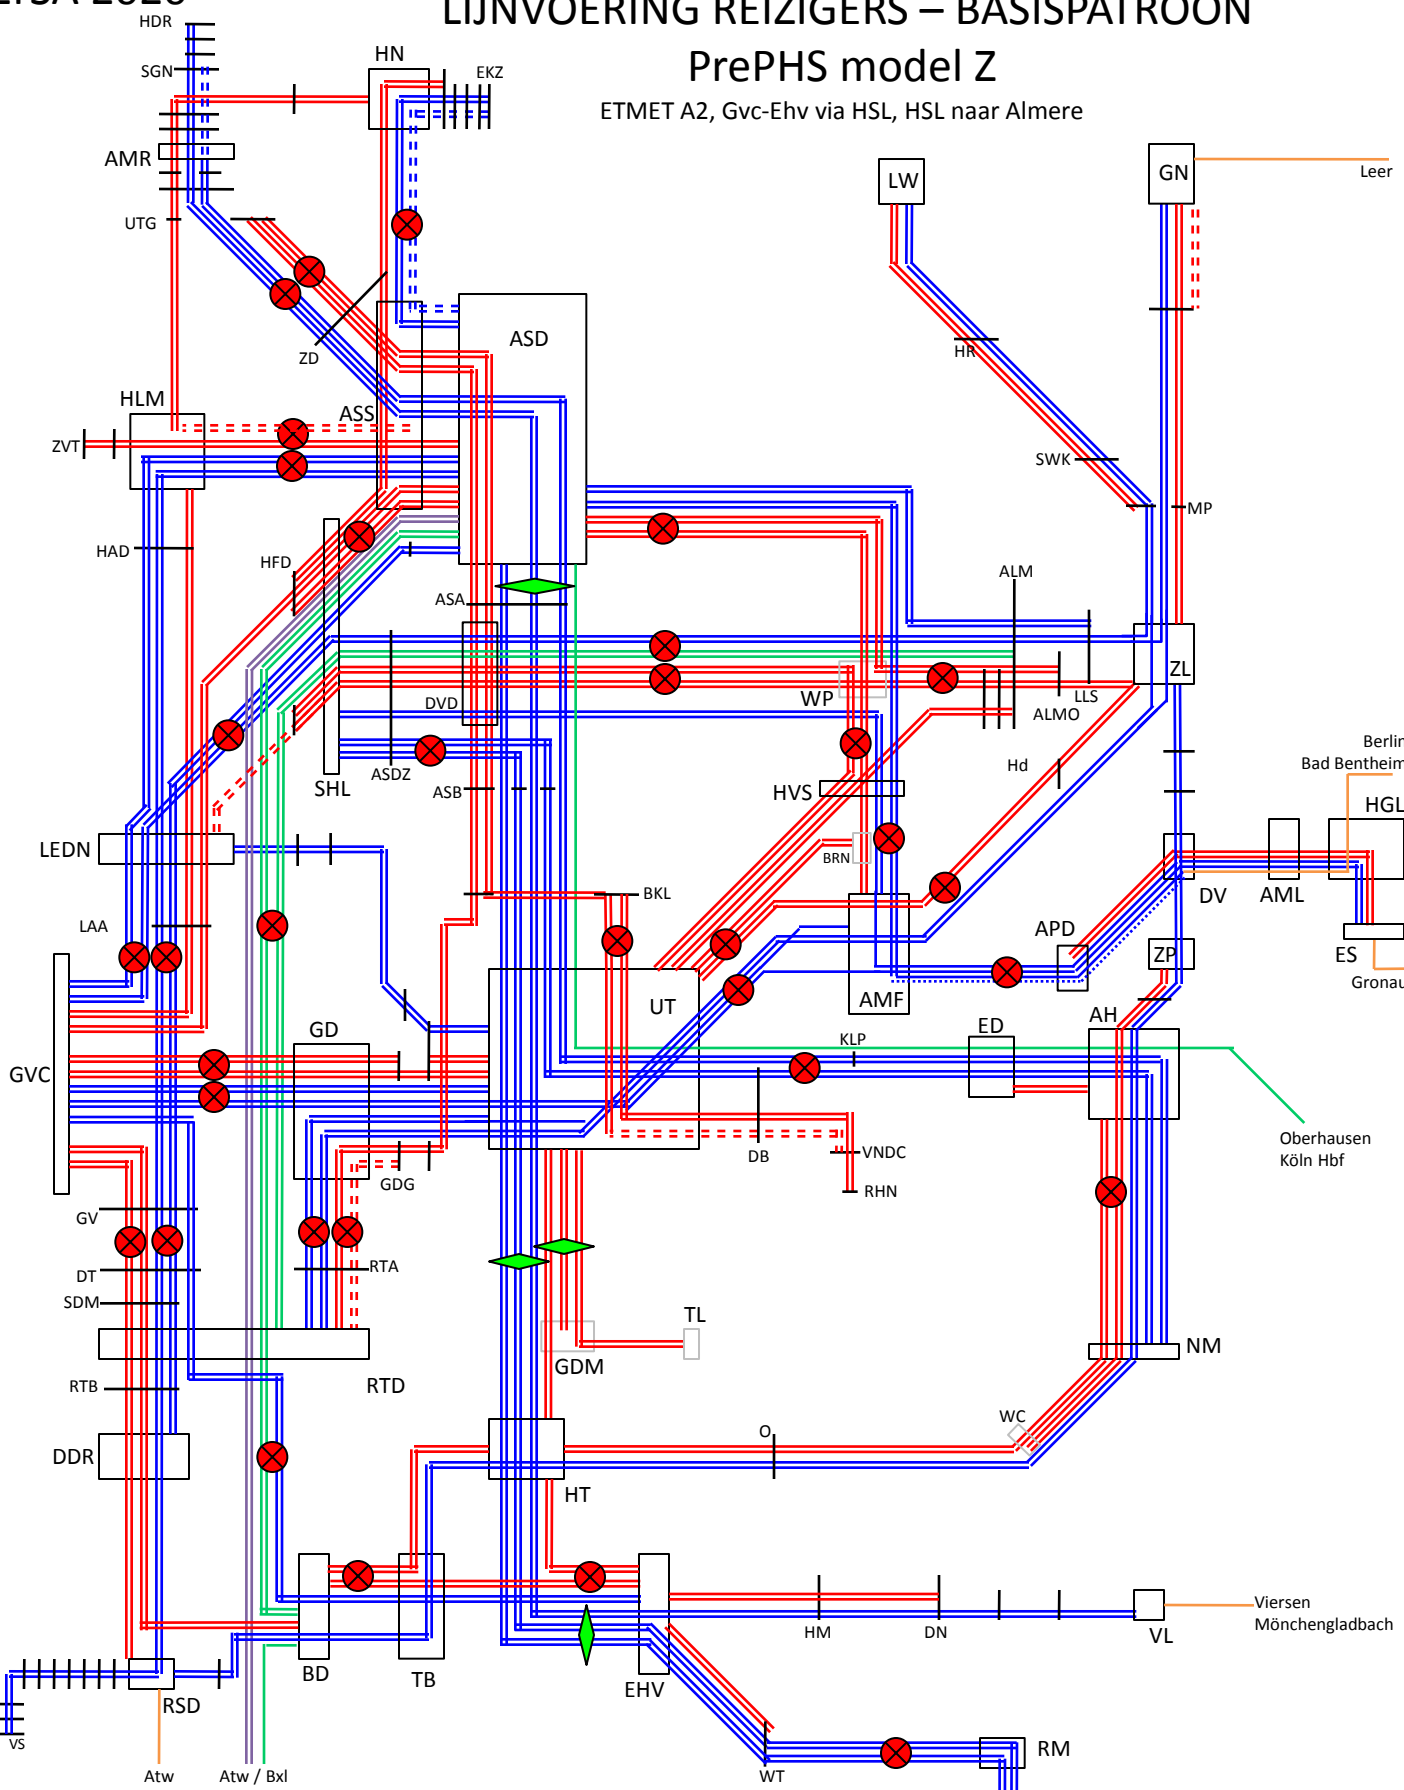 LIJNVOERING REIZIGERS – BASISPATROON
PrePHS model Z
ETMET A2, Gvc-Ehv via HSL, HSL naar Almere
HDR
HN
SGN
EKZ
AMR
LW
GN
Leer
UTG
ZD
ASD
HR
HLM
ASS
ZVT
SWK
MP
HAD
HFD
ALM
ASA
ZL
WP
LLS
DVD
ALMO
Berlin
Bad Bentheim
Hd
ASDZ
SHL
ASB
HVS
HGL
LEDN
BRN
BKL
DV
AML
LAA
APD
ES
ZP
Gronau
UT
AMF
AH
GD
ED
KLP
GVC
Oberhausen
Köln Hbf
DB
VNDC
GDG
RHN
GV
RTA
DT
SDM
TL
NM
GDM
RTB
RTD
WC
O
DDR
HT
Viersen
Mönchengladbach
HM
DN
VL
BD
TB
EHV
RSD
VS
RM
Atw
Atw / Bxl
WT